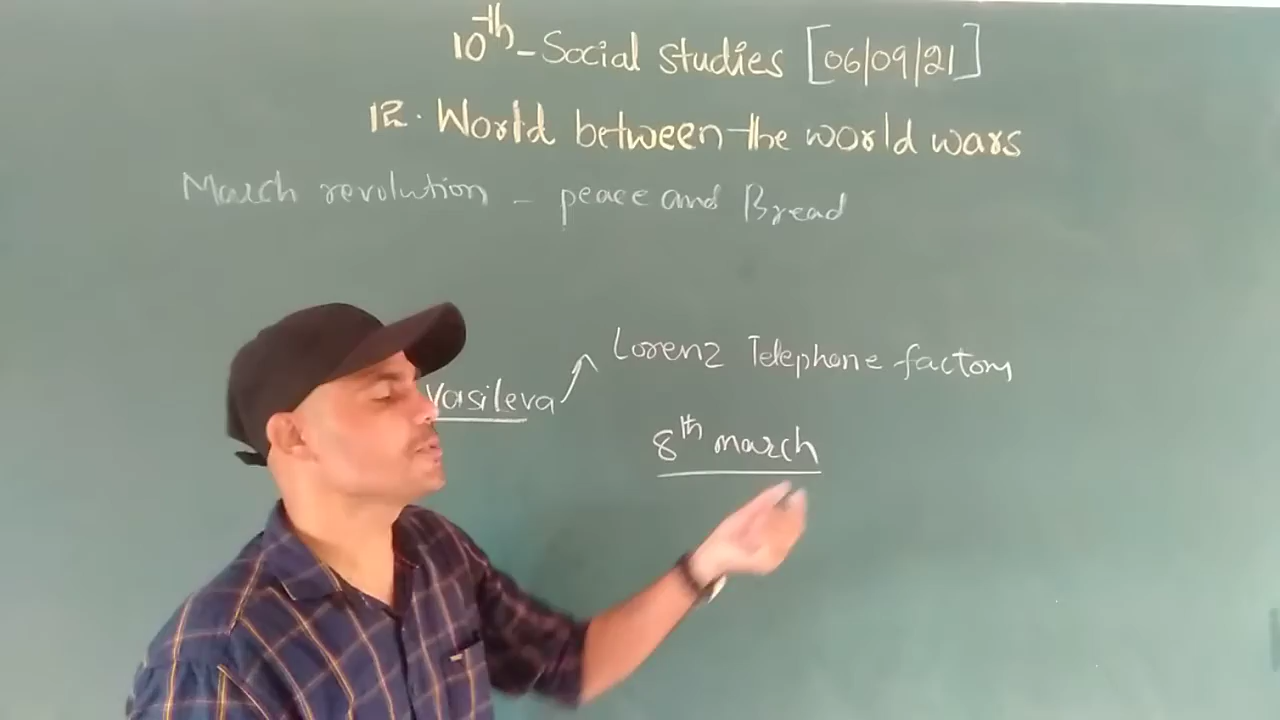 10th - Social studies [06/09/21]
12. World between the world wars
March revolution - peace and Bread
Lorenz Telephone factory
vasileva
8th march